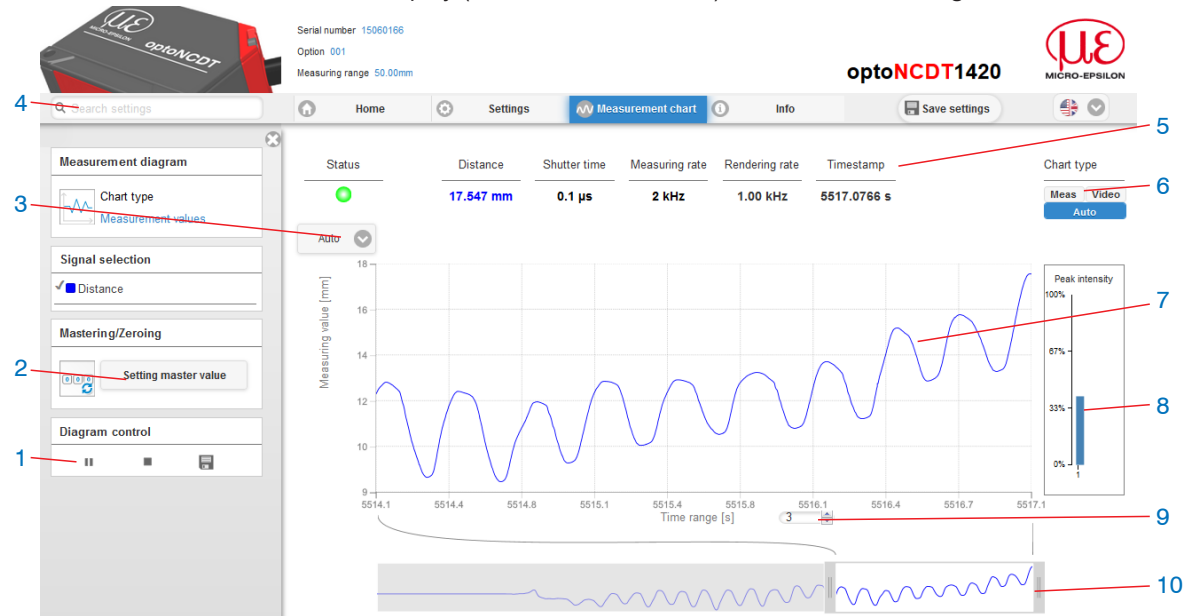 MICRO-EPSILON
optoNCDT
Serial number 15060166
Option 001
Measuring range 50.00mm
optoNCDT1420
με
MICRO-EPSILON
4
Search settings
Home
Settings
Measurement chart
Info
Save settings
5
Measurement diagram
Chart type
Measurement values
3
Status
Distance
Shutter time
Measuring rate
Rendering rate
Timestamp
Chart type
17.547 mm
0.1 µs
2 kHz
1.00 kHz
5517.0766 s
Meas Video
Auto
6
Auto
Signal selection
Distance
Mastering/Zeroing
2
0 0 0
Setting master value
Diagram control
1
Measuring value [mm]
18
16
14
12
10
9
Peak intensity
100%
67%
33%
0%
1
7
8
5514.1 5514.4 5514.8 5515.1 5515.4 5515.8 5516.1 5516.4 5516.7 5517.1
Time range [s] 3
9
10